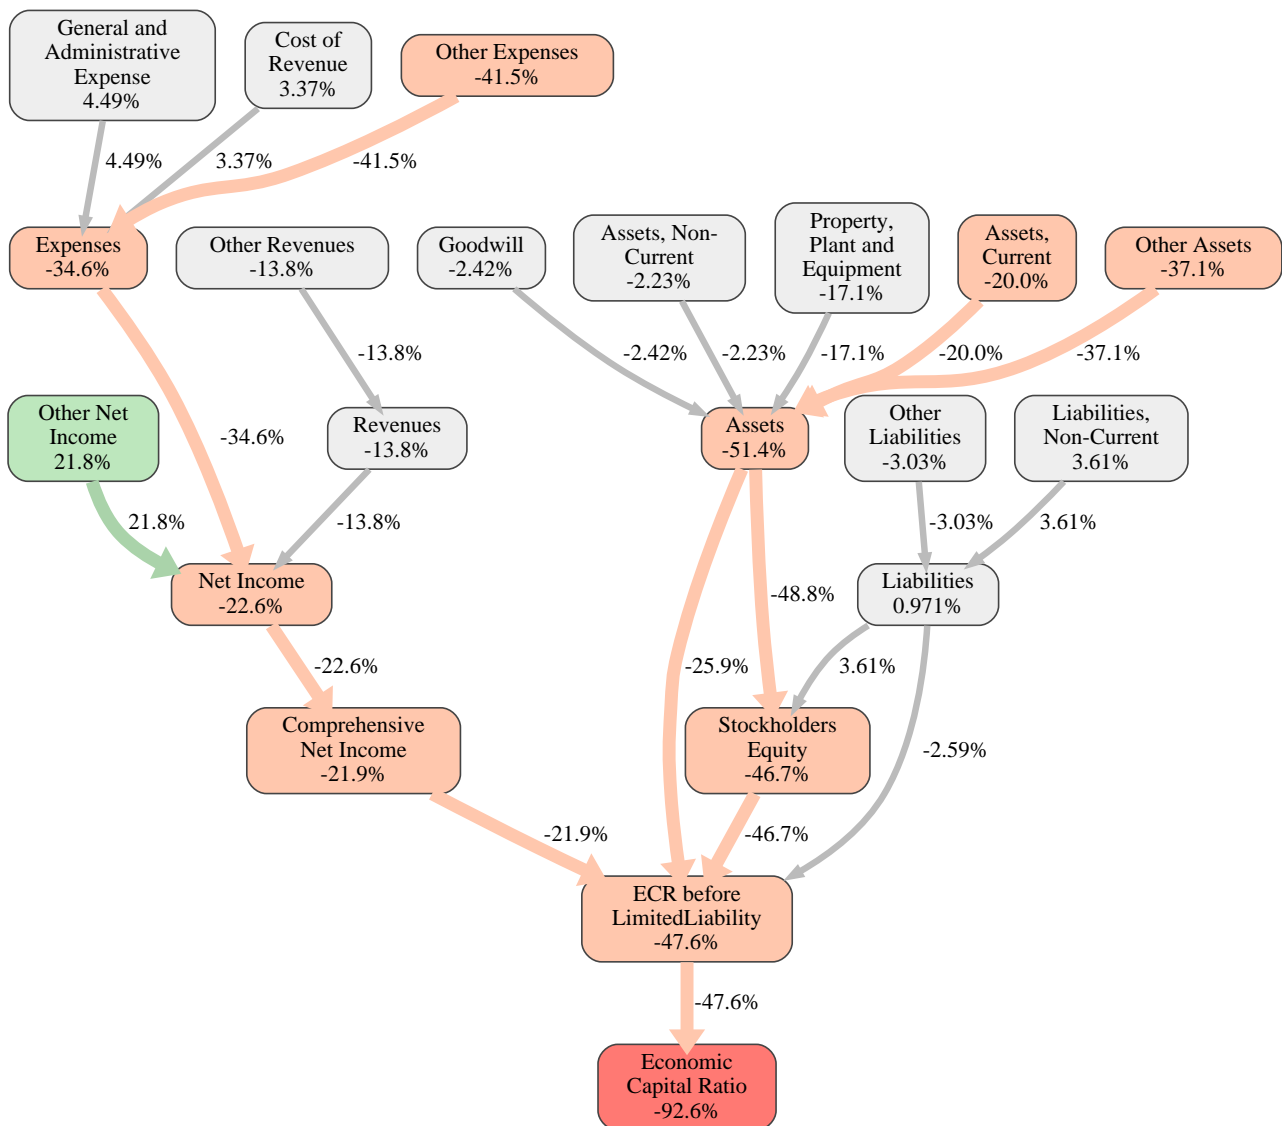 General and
Administrative
Expense
4.49%
Cost of
Revenue
3.37%
Other Expenses
-41.5%
4.49%
3.37%
-41.5%
Expenses
-34.6%
Other Revenues
-13.8%
Goodwill
-2.42%
Assets, Non-
Current
-2.23%
Property,
Plant and
Equipment
-17.1%
Assets,
Current
-20.0%
Other Assets
-37.1%
-13.8%
-2.42%
-2.23%
-17.1%
-20.0%
-37.1%
Other Net
Income
21.8%
-34.6%
Revenues
-13.8%
Assets
-51.4%
Other
Liabilities
-3.03%
Liabilities,
Non-Current
3.61%
21.8%
-13.8%
-3.03%
3.61%
Net Income
-22.6%
-48.8%
Liabilities
0.971%
-22.6%
-25.9%
3.61%
Comprehensive
Net Income
-21.9%
Stockholders
Equity
-46.7%
-2.59%
-21.9%
-46.7%
ECR before
LimitedLiability
-47.6%
-47.6%
Economic
Capital Ratio
-92.6%